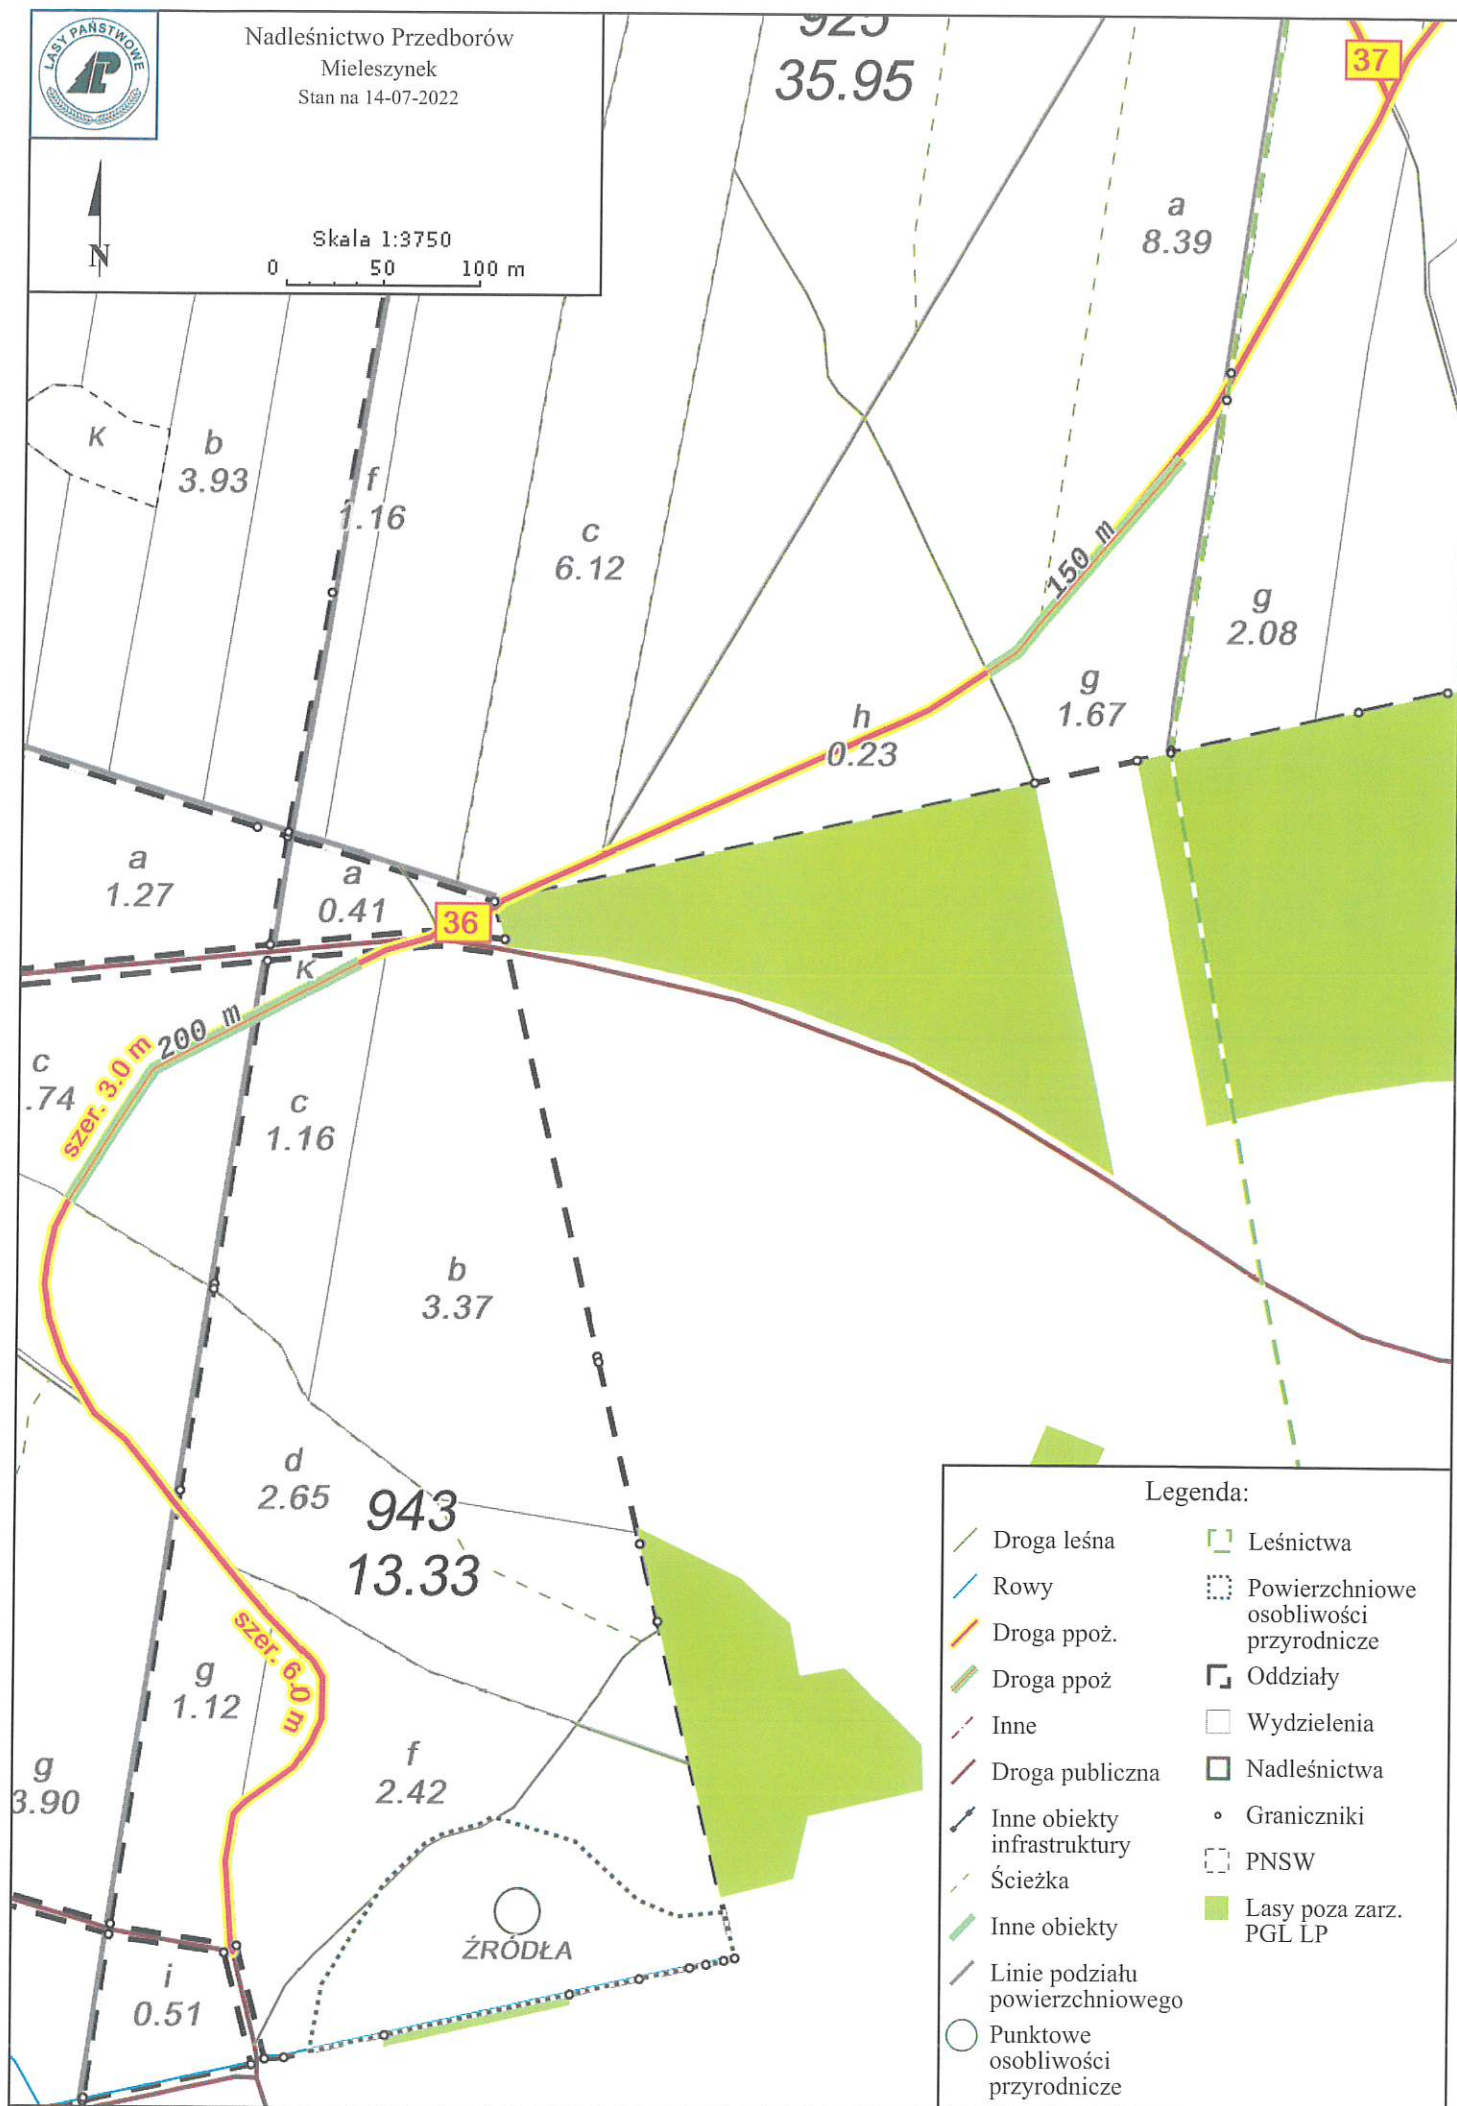 LASY PAŃSTWOWE
Nadleśnictwo Przedborów
Mieleszynek
Stan na 14-07-2022
N
Skala 1:3750
0 50 100 m
925
35.95
37
a
8.39
K
b
3.93
f
1.16
c
6.12
150 m
g
2.08
g
1.67
h
0.23
a
1.27
a
0.41
36
K
200 m
szer. 3.0 m
c
.74
c
1.16
b
3.37
d
2.65
943
13.33
szer. 6.0 m
g
1.12
g
3.90
f
2.42
ŹRÓDŁA
i
0.51
Legenda:
Droga leśna
Rowy
Droga ppoż.
Droga ppoż
Inne
Droga publiczna
Inne obiekty
infrastruktury
Ścieżka
Inne obiekty
Linie podziału
powierzchniowego
Punktowe
osobliwości
przyrodnicze
Leśnictwa
Powierzchniowe
osobliwości
przyrodnicze
Oddziały
Wydzielenia
Nadleśnictwa
Graniczniki
PNSW
Lasy poza zarz.
PGL LP